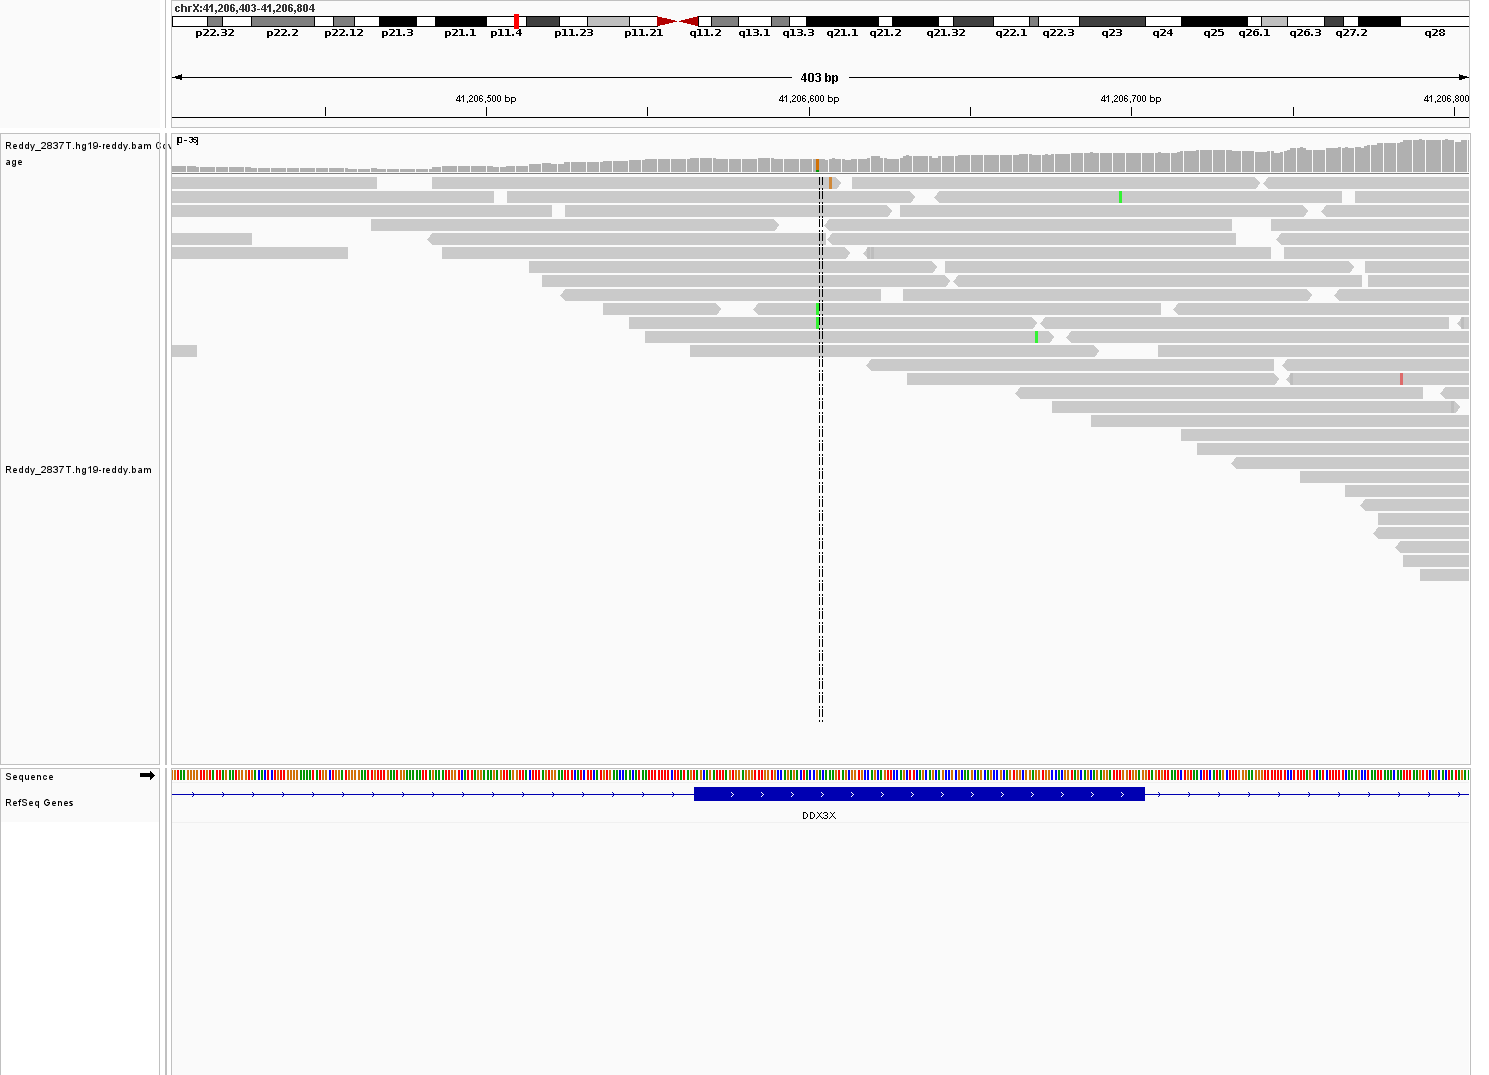 chrX:41,206,403-41,206,804
p22.32 p22.2 p22.12 p21.3 p21.1 p11.4 p11.23 p11.21 q11.2 q13.1 q13.3 q21.1 q21.2 q21.32 q22.1 q22.3 q23 q24 q25 q26.1 q26.3 q27.2 q28
403 bp
41,206,500 bp 41,206,600 bp 41,206,700 bp 41,206,800
Reddy_2837T.hg19-reddy.bam Cov
age
[0-36]
Reddy_2837T.hg19-reddy.bam
Sequence
RefSeq Genes
DDX3X